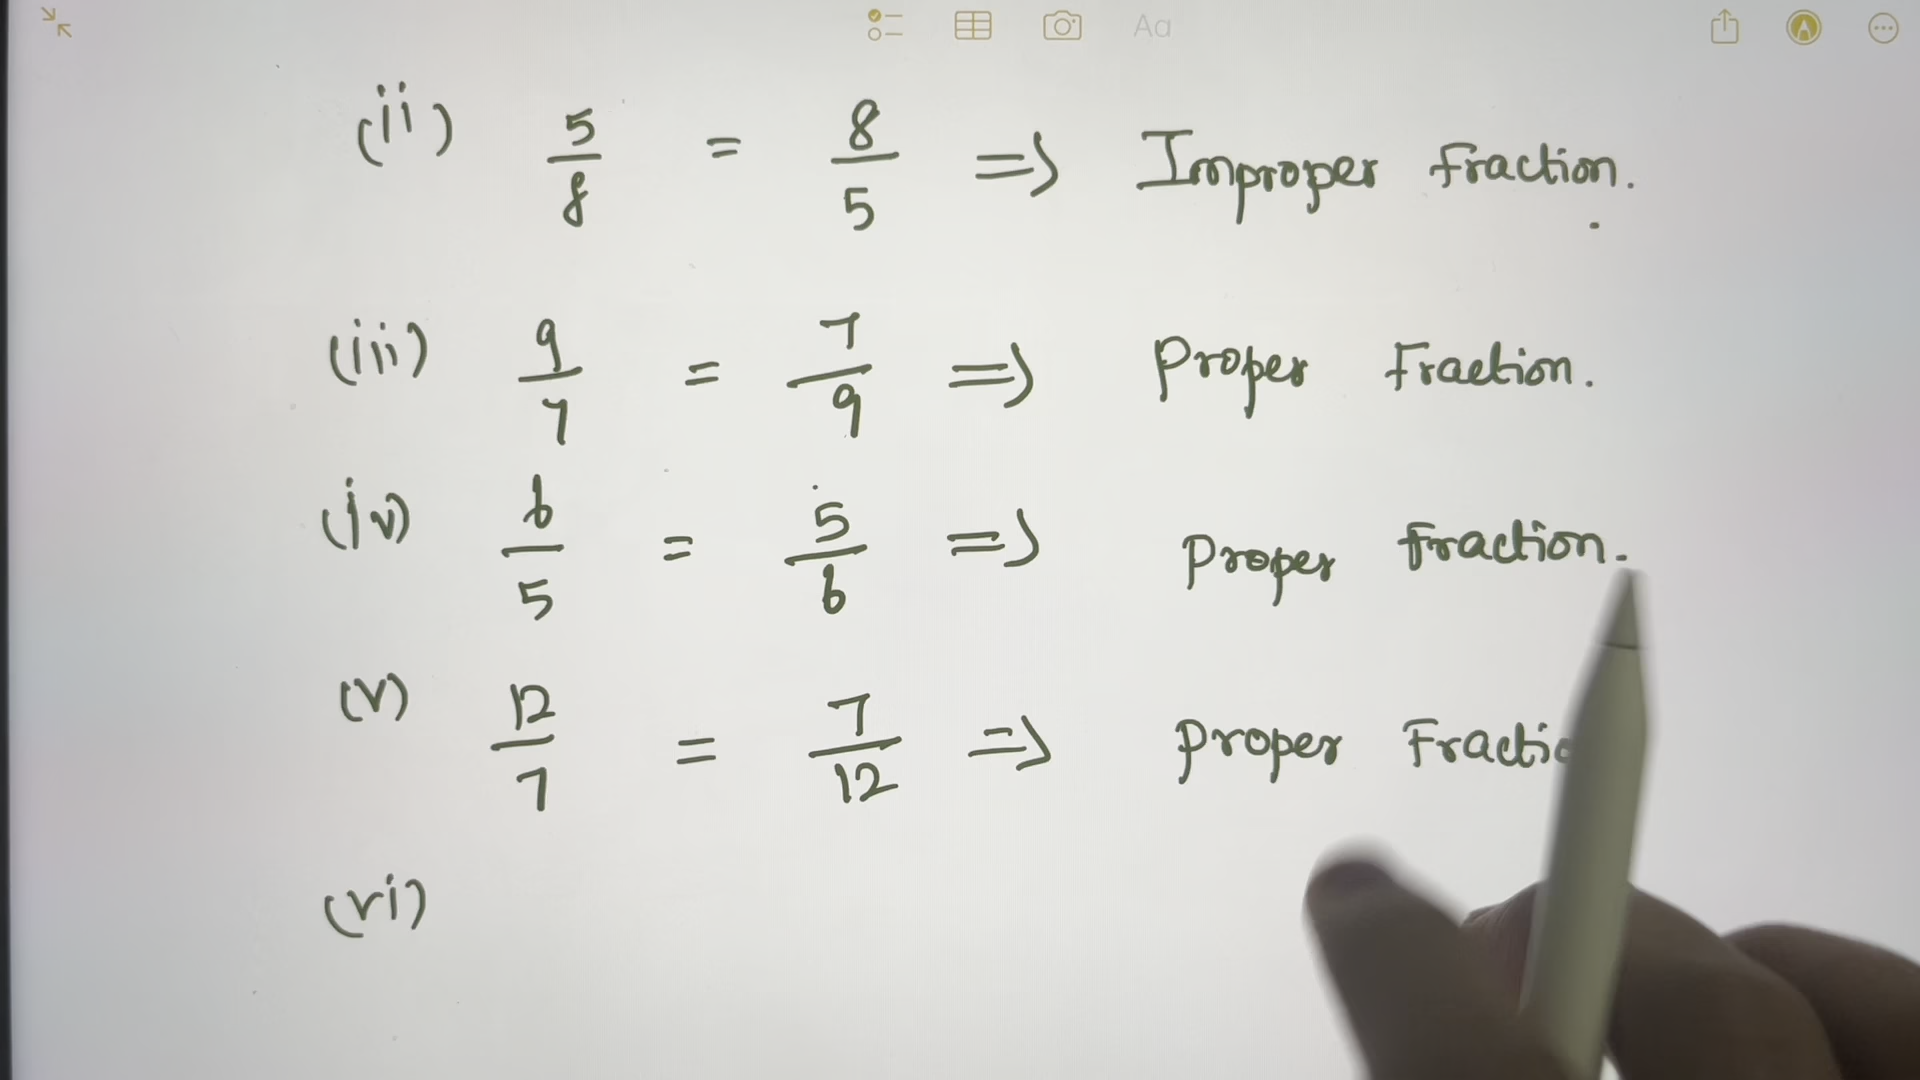 Aa
(ii) 5/8 = 8/5 => Improper fraction.
(iii) 9/7 = 7/9 => Proper Fraction.
(iv) 6/5 = 5/6 => Proper fraction.
(v) 12/7 = 7/12 => Proper Fractio
(vi)